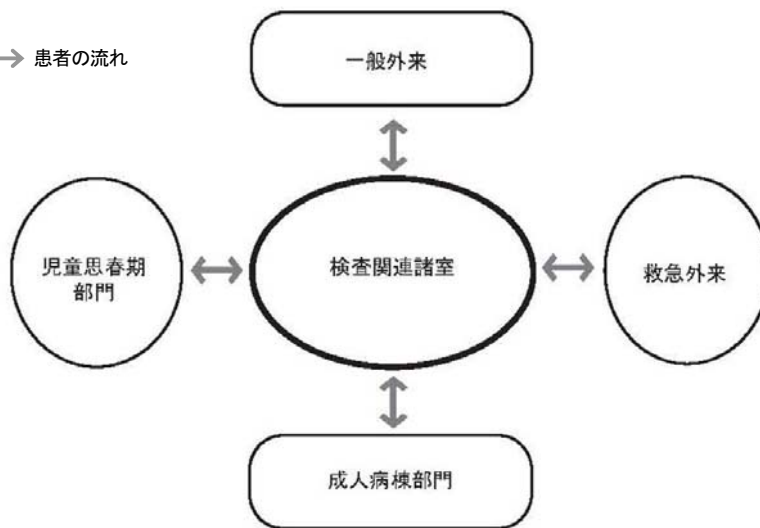 患者の流れ
一般外来
児童思春期
部門
検査関連諸室
救急外来
成人病棟部門